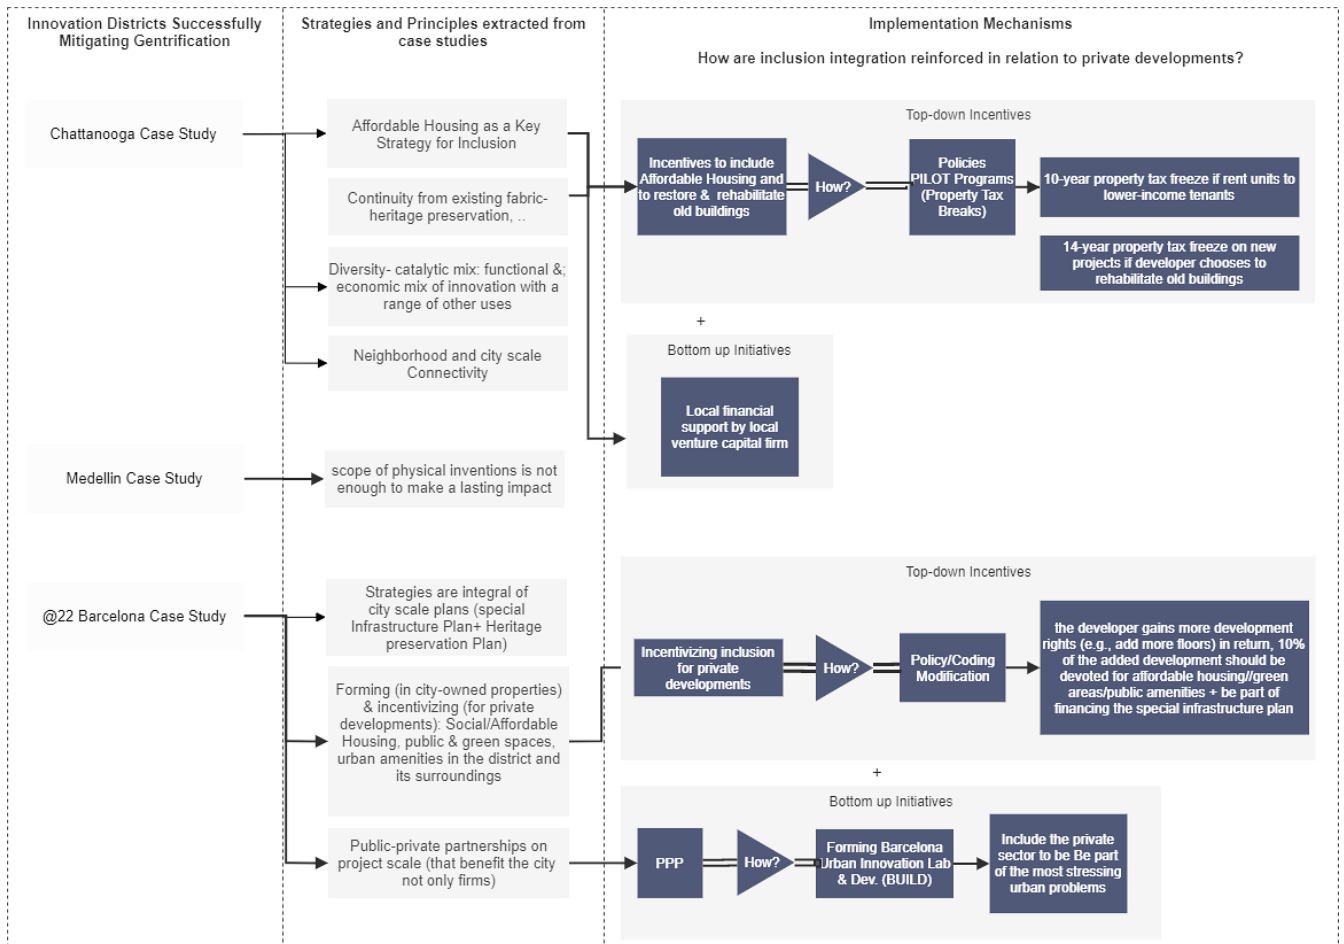 Innovation Districts Successfully
Mitigating Gentrification
Strategies and Principles extracted from
case studies
Implementation Mechanisms
How are inclusion integration reinforced in relation to private developments?
Chattanooga Case Study
Affordable Housing as a Key
Strategy for Inclusion
Continuity from existing fabric-
heritage preservation, ..
Diversity- catalytic mix: functional &;
economic mix of innovation with a
range of other uses
Neighborhood and city scale
Connectivity
Top-down Incentives
Incentives to include
Affordable Housing and
to restore & rehabilitate
old buildings
How?
Policies
PILOT Programs
(Property Tax
Breaks)
10-year property tax freeze if rent units to
lower-income tenants
14-year property tax freeze on new
projects if developer chooses to
rehabilitate old buildings
+
Bottom up Initiatives
Local financial
support by local
venture capital firm
Medellin Case Study
scope of physical inventions is not
enough to make a lasting impact
@22 Barcelona Case Study
Strategies are integral of
city scale plans (special
Infrastructure Plan+ Heritage
preservation Plan)
Forming (in city-owned properties)
& incentivizing (for private
developments): Social/Affordable
Housing, public & green spaces,
urban amenities in the district and
its surroundings
Public-private partnerships on
project scale (that benefit the city
not only firms)
Top-down Incentives
Incentivizing inclusion
for private
developments
How?
Policy/Coding
Modification
the developer gains more development
rights (e.g., add more floors) in return, 10%
of the added development should be
devoted for affordable housing//green
areas/public amenities + be part of
financing the special infrastructure plan
+
Bottom up Initiatives
PPP
How?
Forming Barcelona
Urban Innovation Lab
& Dev. (BUILD)
Include the private
sector to be Be part
of the most stressing
urban problems